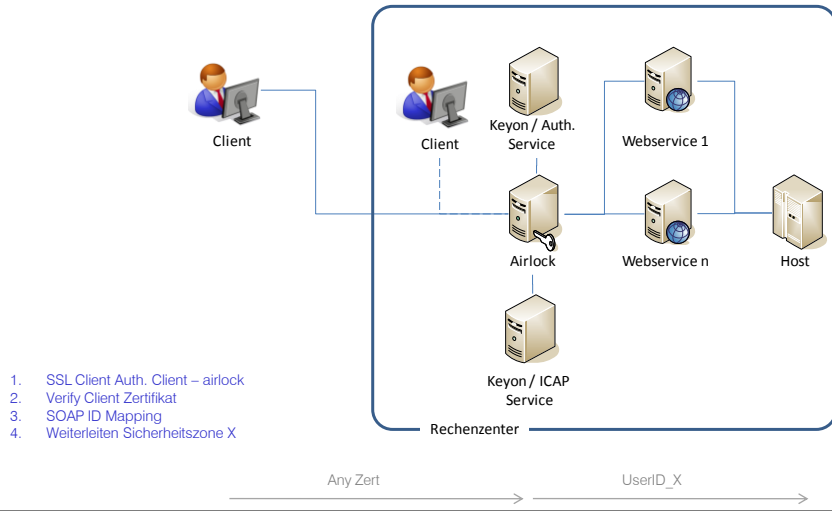 Client
Client
Keyon / Auth.
Service
Webservice 1
Airlock
Webservice n
Host
Keyon / ICAP
Service
1. SSL Client Auth. Client – airlock
2. Verify Client Zertifikat
3. SOAP ID Mapping
4. Weiterleiten Sicherheitszone X
Rechenzenter
Any Zert
UserID_X